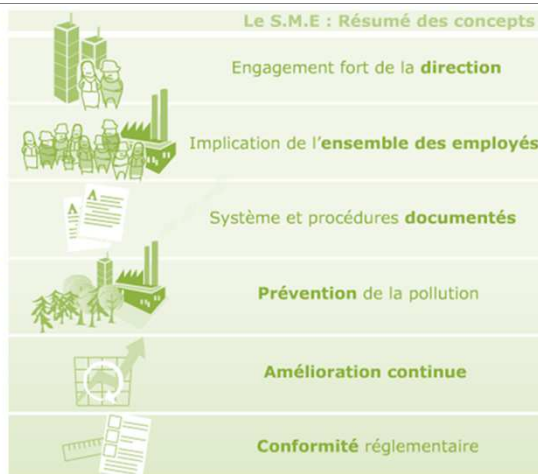 Le S.M.E : Résumé des concepts
Engagement fort de la direction
Implication de l'ensemble des employés
Système et procédures documentés
Prévention de la pollution
Amélioration continue
Conformité réglementaire